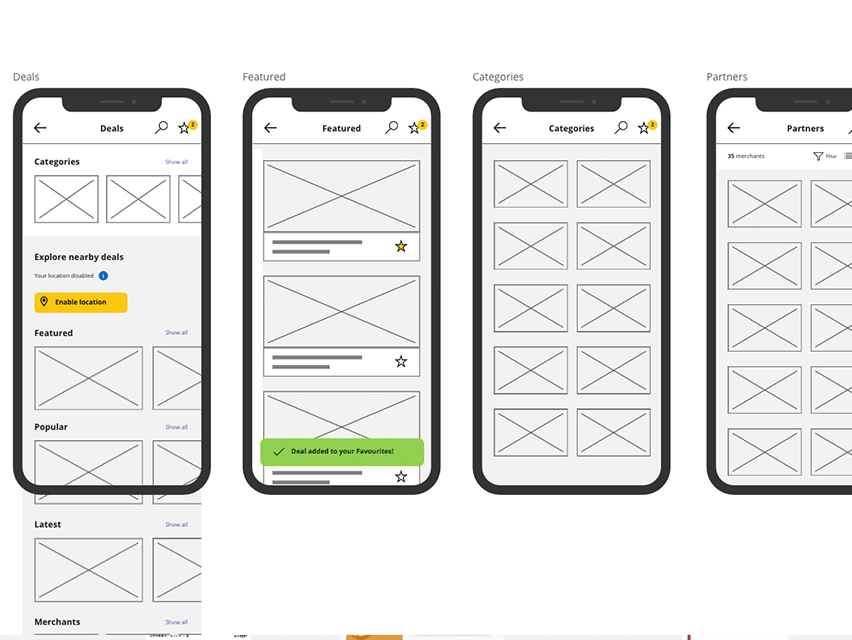 Deals
Featured
Categories
Partners
Deals
2
Categories
Show all
Explore nearby deals
Your location disabled
i
Enable location
Featured
Show all
Popular
Show all
Latest
Show all
Merchants
Show all
Featured
2
Deal added to your Favourites!
Categories
2
Partners
35 merchants
Filter